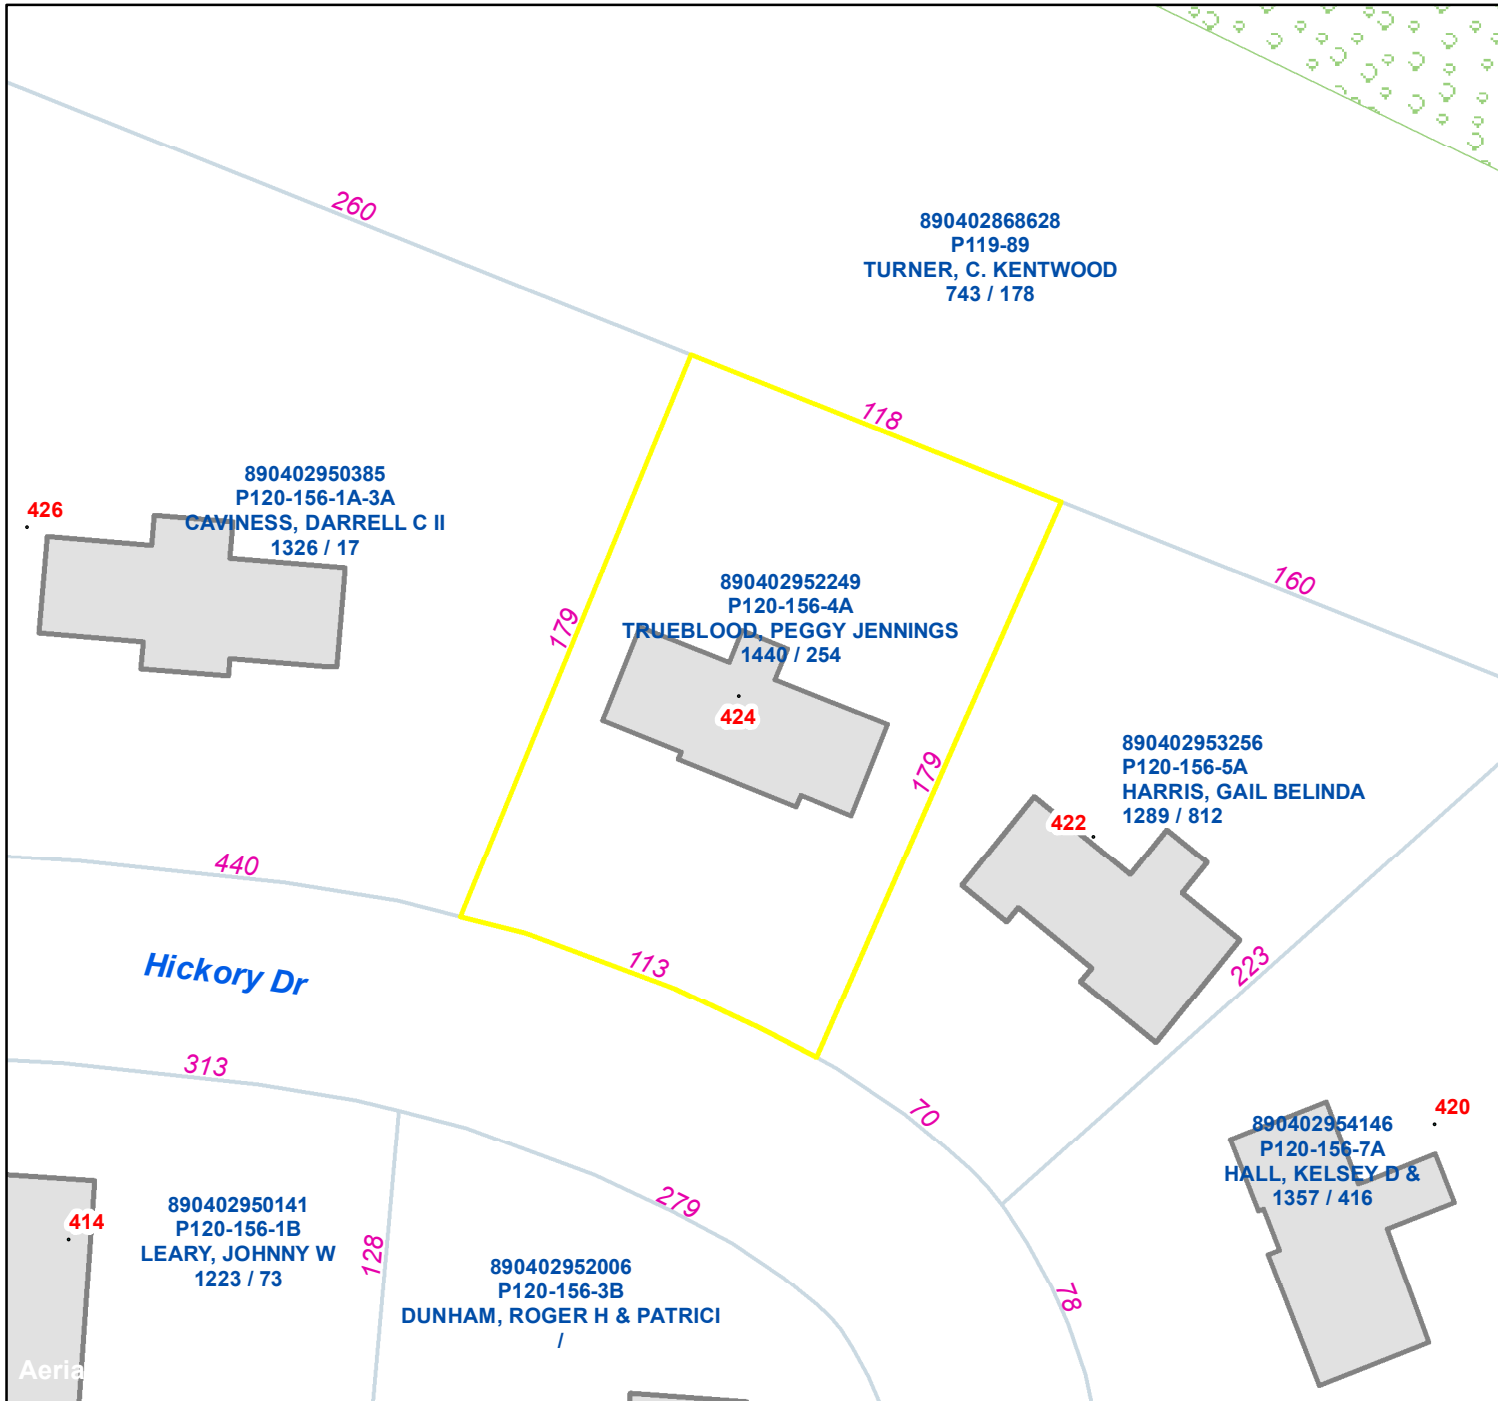 260
890402868628
P119-89
TURNER, C. KENTWOOD
743 / 178
118
890402950385
P120-156-1A-3A
CAVINESS, DARRELL C II
1326 / 17
426
179
890402952249
P120-156-4A
TRUEBLOOD, PEGGY JENNINGS
1440 / 254
424
160
179
890402953256
P120-156-5A
HARRIS, GAIL BELINDA
1289 / 812
422
440
113
223
Hickory Dr
313
70
420
890402954146
P120-156-7A
HALL, KELSEY D &
1357 / 416
890402950141
P120-156-1B
LEARY, JOHNNY W
1223 / 73
414
128
279
890402952006
P120-156-3B
DUNHAM, ROGER H & PATRICI
/
78
Aeria